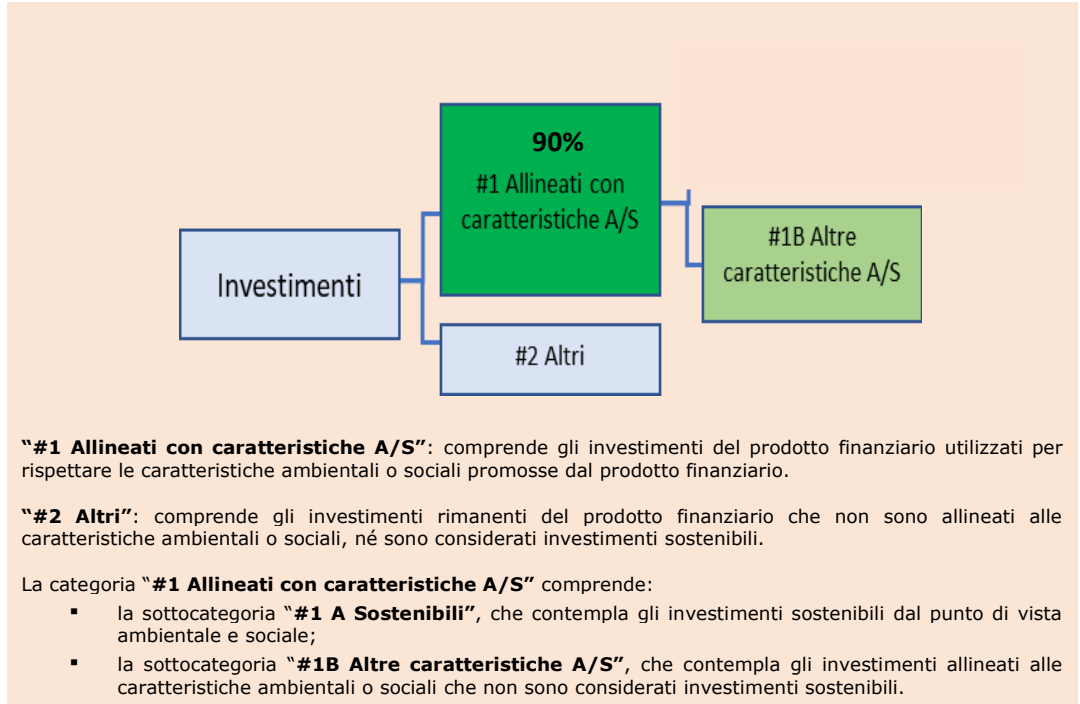 90%
#1 Allineati con
caratteristiche A/S
#1B Altre
caratteristiche A/S
Investimenti
#2 Altri
“#1 Allineati con caratteristiche A/S”: comprende gli investimenti del prodotto finanziario utilizzati per
rispettare le caratteristiche ambientali o sociali promosse dal prodotto finanziario.
“#2 Altri”: comprende gli investimenti rimanenti del prodotto finanziario che non sono allineati alle
caratteristiche ambientali o sociali, né sono considerati investimenti sostenibili.
La categoria “#1 Allineati con caratteristiche A/S” comprende:
▪ la sottocategoria “#1 A Sostenibili”, che contempla gli investimenti sostenibili dal punto di vista
ambientale e sociale;
▪ la sottocategoria “#1B Altre caratteristiche A/S”, che contempla gli investimenti allineati alle
caratteristiche ambientali o sociali che non sono considerati investimenti sostenibili.